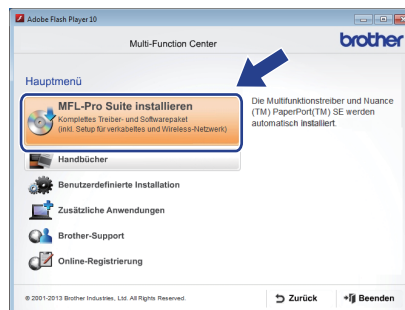 Adobe Flash Player 10
Multi-Function Center
brother
Hauptmenü
MFL-Pro Suite installieren
Komplettes Treiber- und Softwarepaket
(inkl. Setup für verkabeltes und Wireless-Netzwerk)
Die Multifunktionstreiber und Nuance
(TM) PaperPort(TM) SE werden
automatisch installiert.
Handbücher
Benutzerdefinierte Installation
Zusätzliche Anwendungen
Brother-Support
Online-Registrierung
© 2001-2013 Brother Industries, Ltd. All Rights Reserved.
Zurück
Beenden